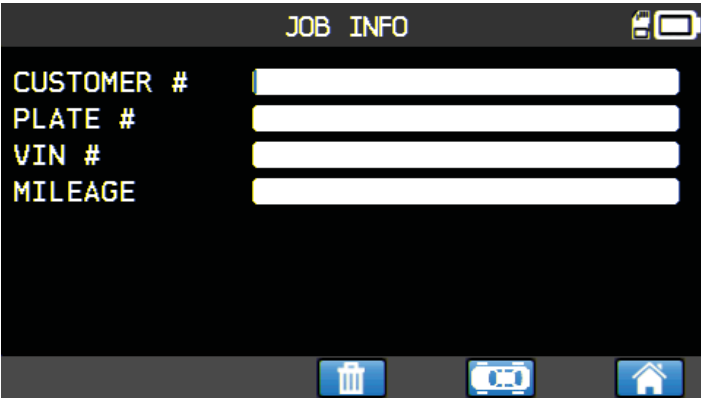 JOB INFO
CUSTOMER #
PLATE #
VIN #
MILEAGE